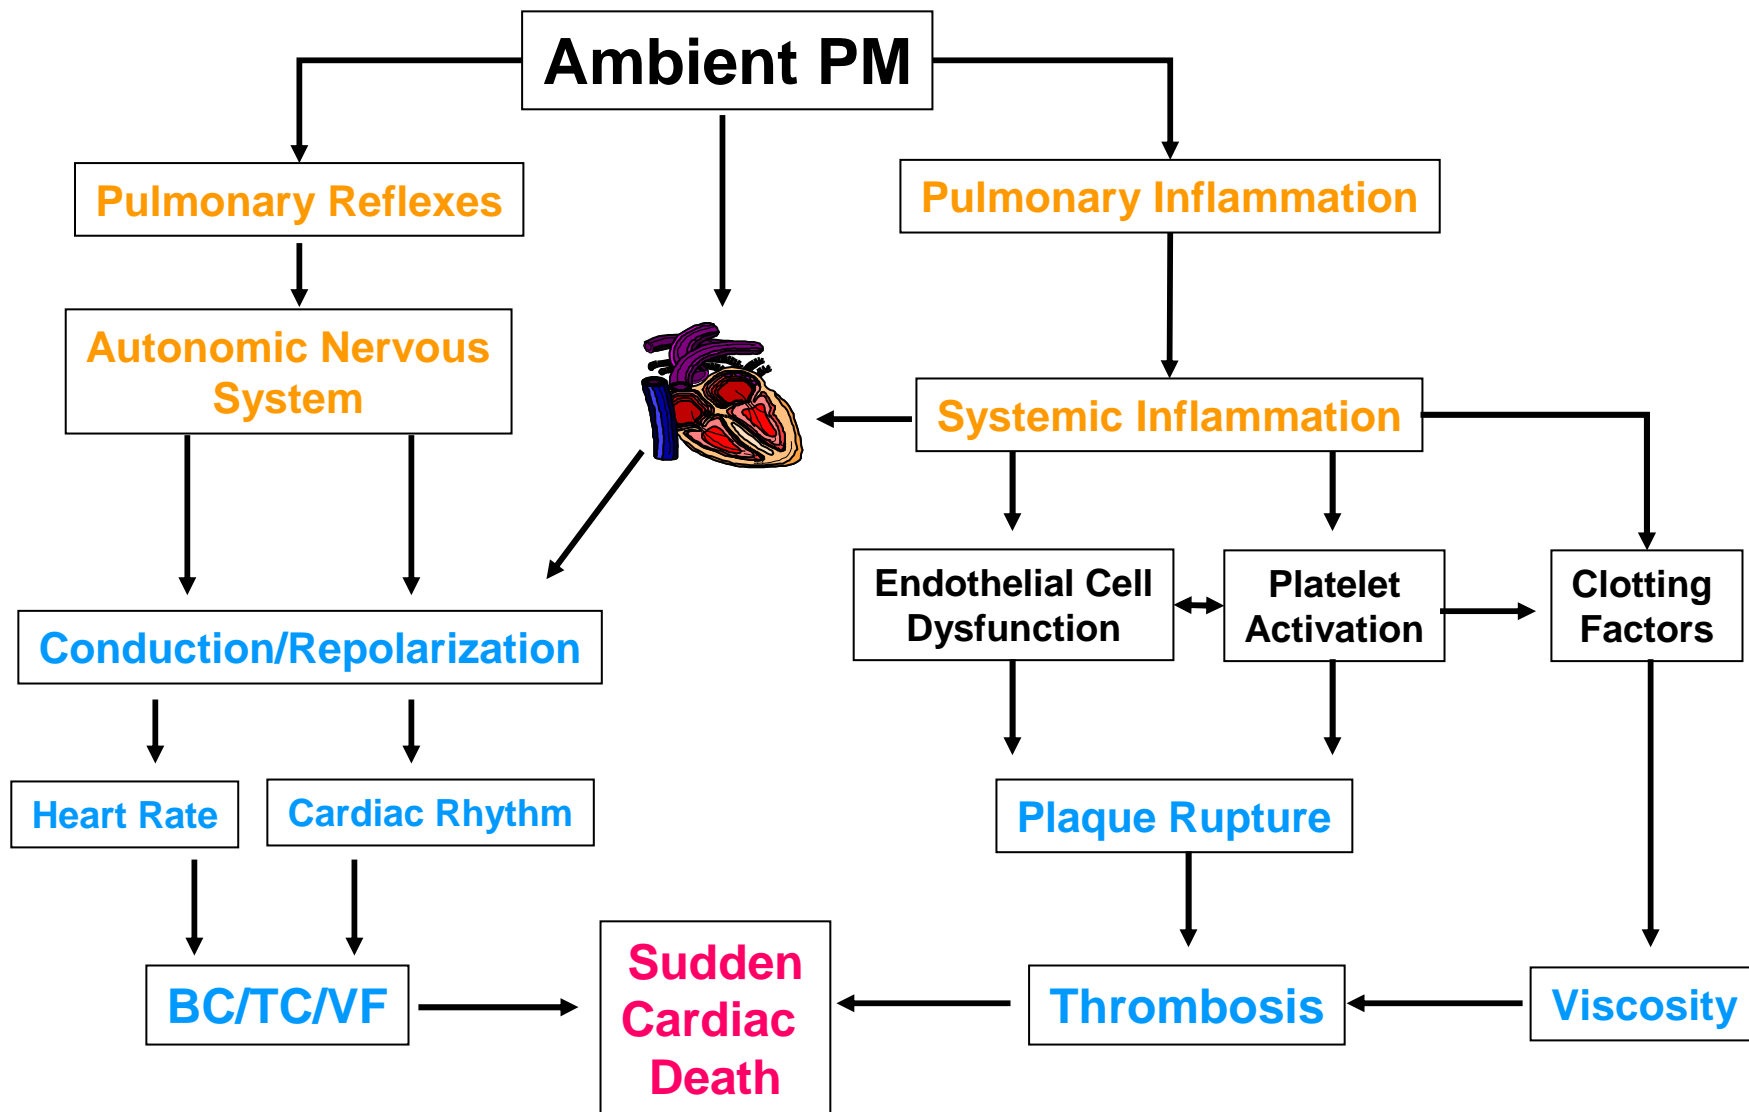 Ambient PM
Pulmonary Reflexes
Pulmonary Inflammation
Autonomic Nervous
System
Systemic Inflammation
Endothelial Cell
Dysfunction
Platelet
Activation
Clotting
Factors
Conduction/Repolarization
Heart Rate
Cardiac Rhythm
Plaque Rupture
BC/TC/VF
Sudden
Cardiac
Death
Thrombosis
Viscosity